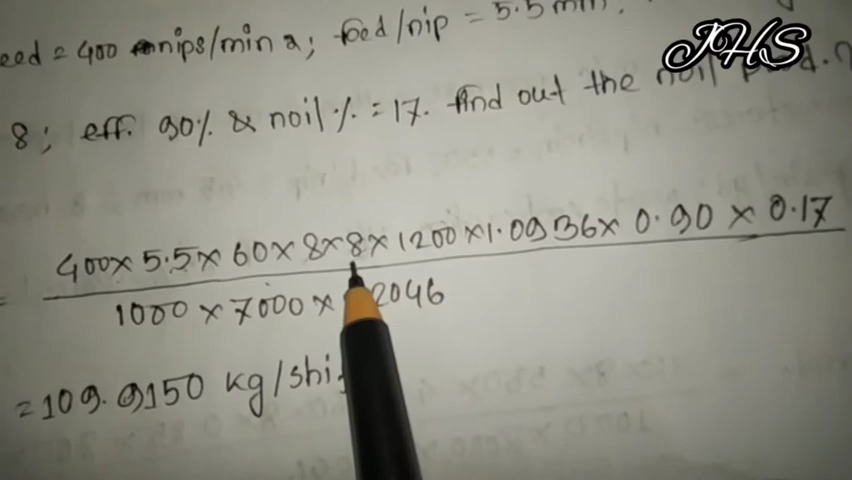 eed = 400 nips/min a; feed/nip = 5.5 mm.
JHS
8; eff. 90% & noil % = 17. find out the noil prod.?
400 x 5.5 x 60 x 8 x 8 x 1200 x 1.0936 x 0.90 x 0.17
= 1000 x 7000 x 2046
= 109.9150 kg/shi